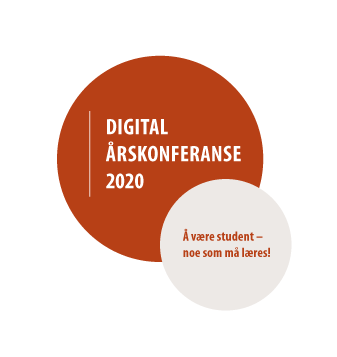 DIGITAL
ÅRSKONFERANSE
2020
Å være student –
noe som må læres!